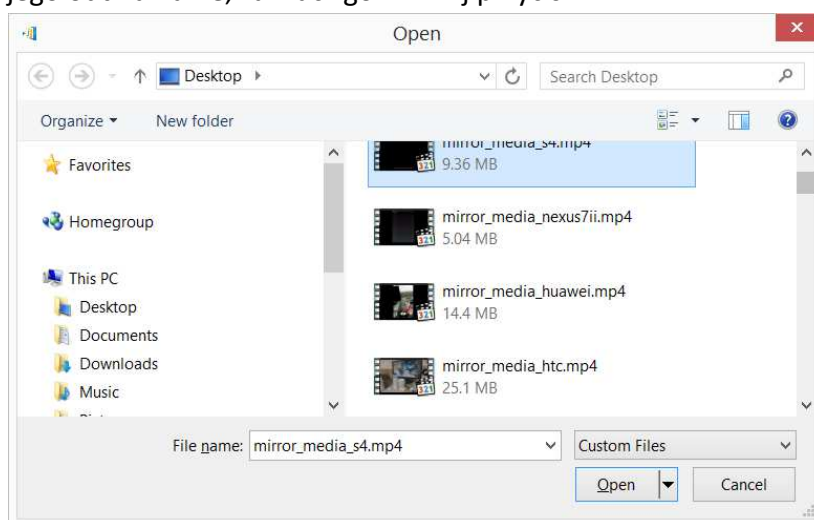 Open
Desktop
Search Desktop
Organize
New folder
Favorites
Homegroup
This PC
Desktop
Documents
Downloads
Music
mirror_media_s4.mp4
9.36 MB
mirror_media_nexus7ii.mp4
5.04 MB
mirror_media_huawei.mp4
14.4 MB
mirror_media_htc.mp4
25.1 MB
File name: mirror_media_s4.mp4
Custom Files
Open
Cancel